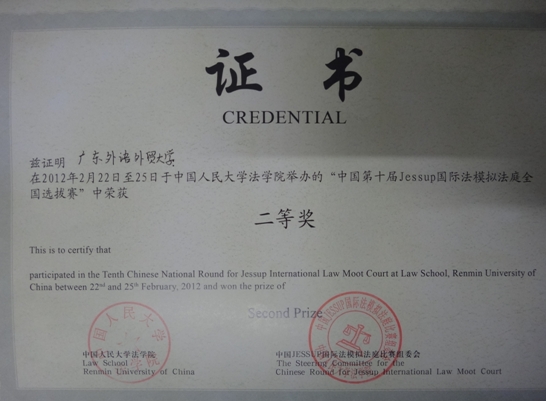 证书
CREDENTIAL
兹证明 广东外语外贸大学
在2012年2月22日至25日于中国人民大学法学院举办的“中国第十届Jessup国际法模拟法庭全
国选拔赛”中荣获
二等奖
This is to certify that
participated in the Tenth Chinese National Round for Jessup International Law Moot Court at Law School, Renmin University of
China between 22nd and 25th February, 2012 and won the prize of
Second Prize
中国人民大学法学院
Law School
Renmin University of China
中国JESSUP国际法模拟法庭比赛组委会
The Steering Committee for the
Chinese Round for Jessup International Law Moot Court